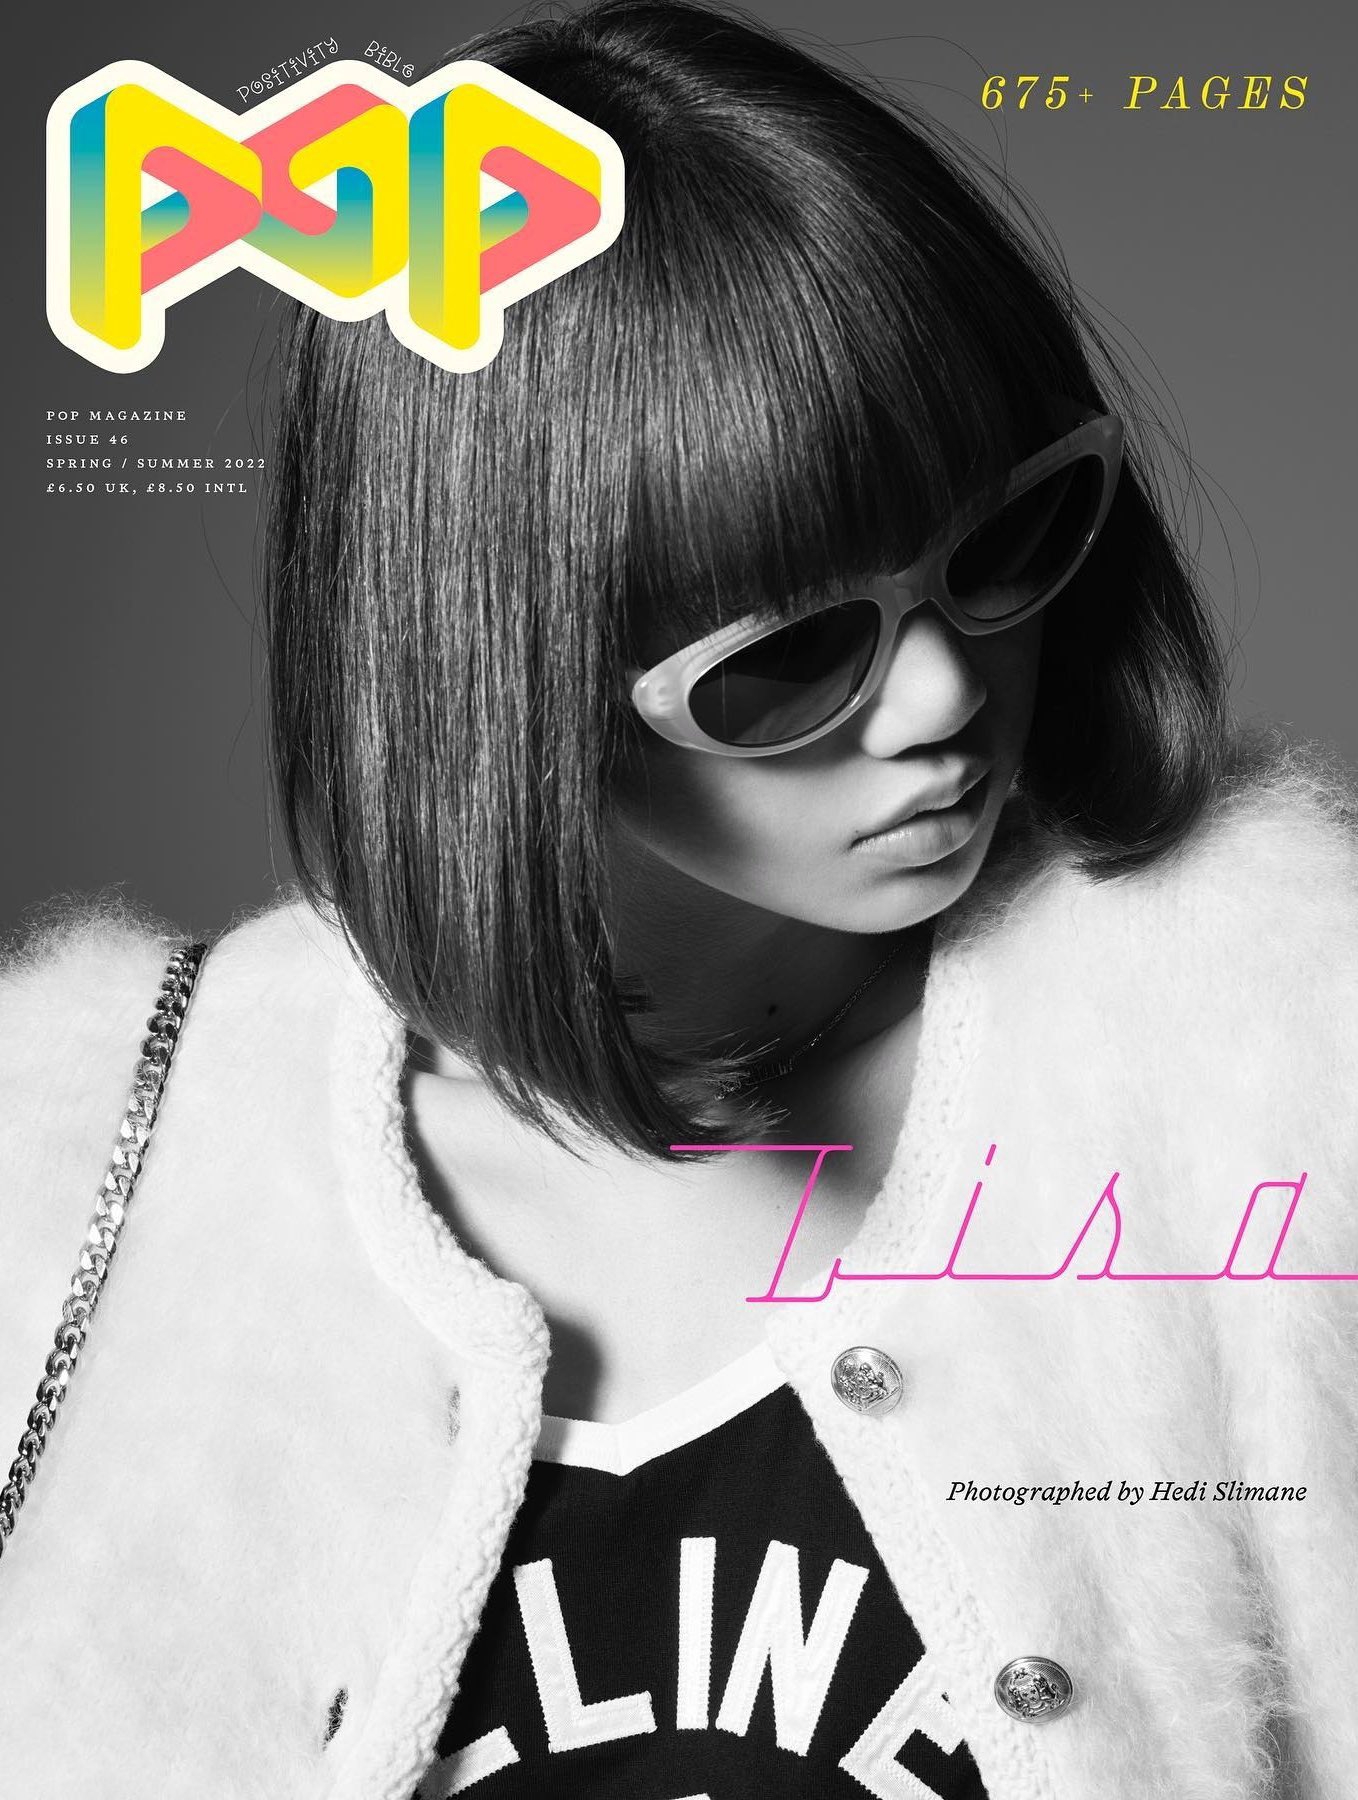 POSITIVITY BIBLE
POP
675+ PAGES
POP MAGAZINE
ISSUE 46
SPRING / SUMMER 2022
£6.50 UK, £8.50 INTL
Lisa
Photographed by Hedi Slimane
ELINE